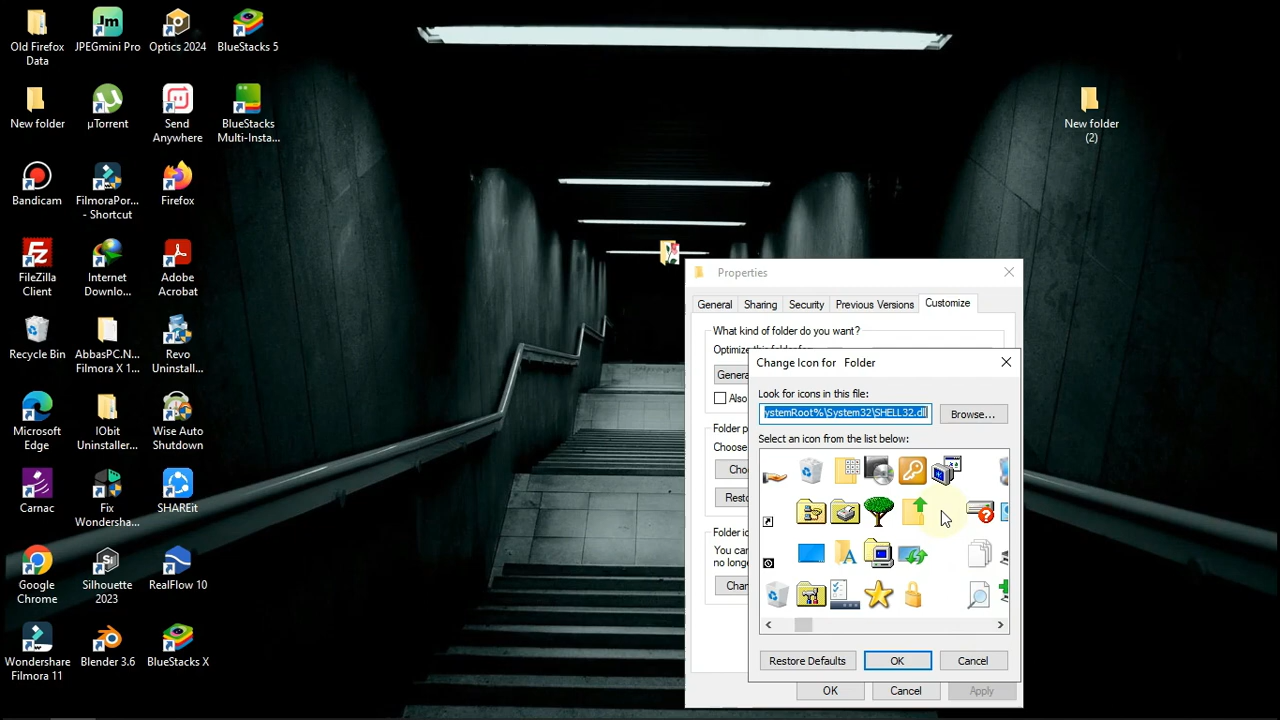 Old Firefox
Data
JPEGmini Pro
Optics 2024
BlueStacks 5
New folder
µTorrent
Send
Anywhere
BlueStacks
Multi-Insta...
New folder
(2)
Bandicam
FilmoraPor...
- Shortcut
Firefox
FileZilla
Client
Internet
Downlo...
Adobe
Acrobat
Recycle Bin
AbbasPC.N...
Filmora X 1...
Revo
Uninstall...
Microsoft
Edge
IObit
Uninstaller...
Wise Auto
Shutdown
Carnac
Fix
Wondersha...
SHAREit
Google
Chrome
Silhouette
2023
RealFlow 10
Wondershare
Filmora 11
Blender 3.6
BlueStacks X
Properties
General
Sharing
Security
Previous Versions
Customize
What kind of folder do you want?
Also
OK
Cancel
Apply
Change Icon for Folder
Look for icons in this file:
ystemRoot%\System32\SHELL32.dll
Browse...
Select an icon from the list below:
Restore Defaults
OK
Cancel